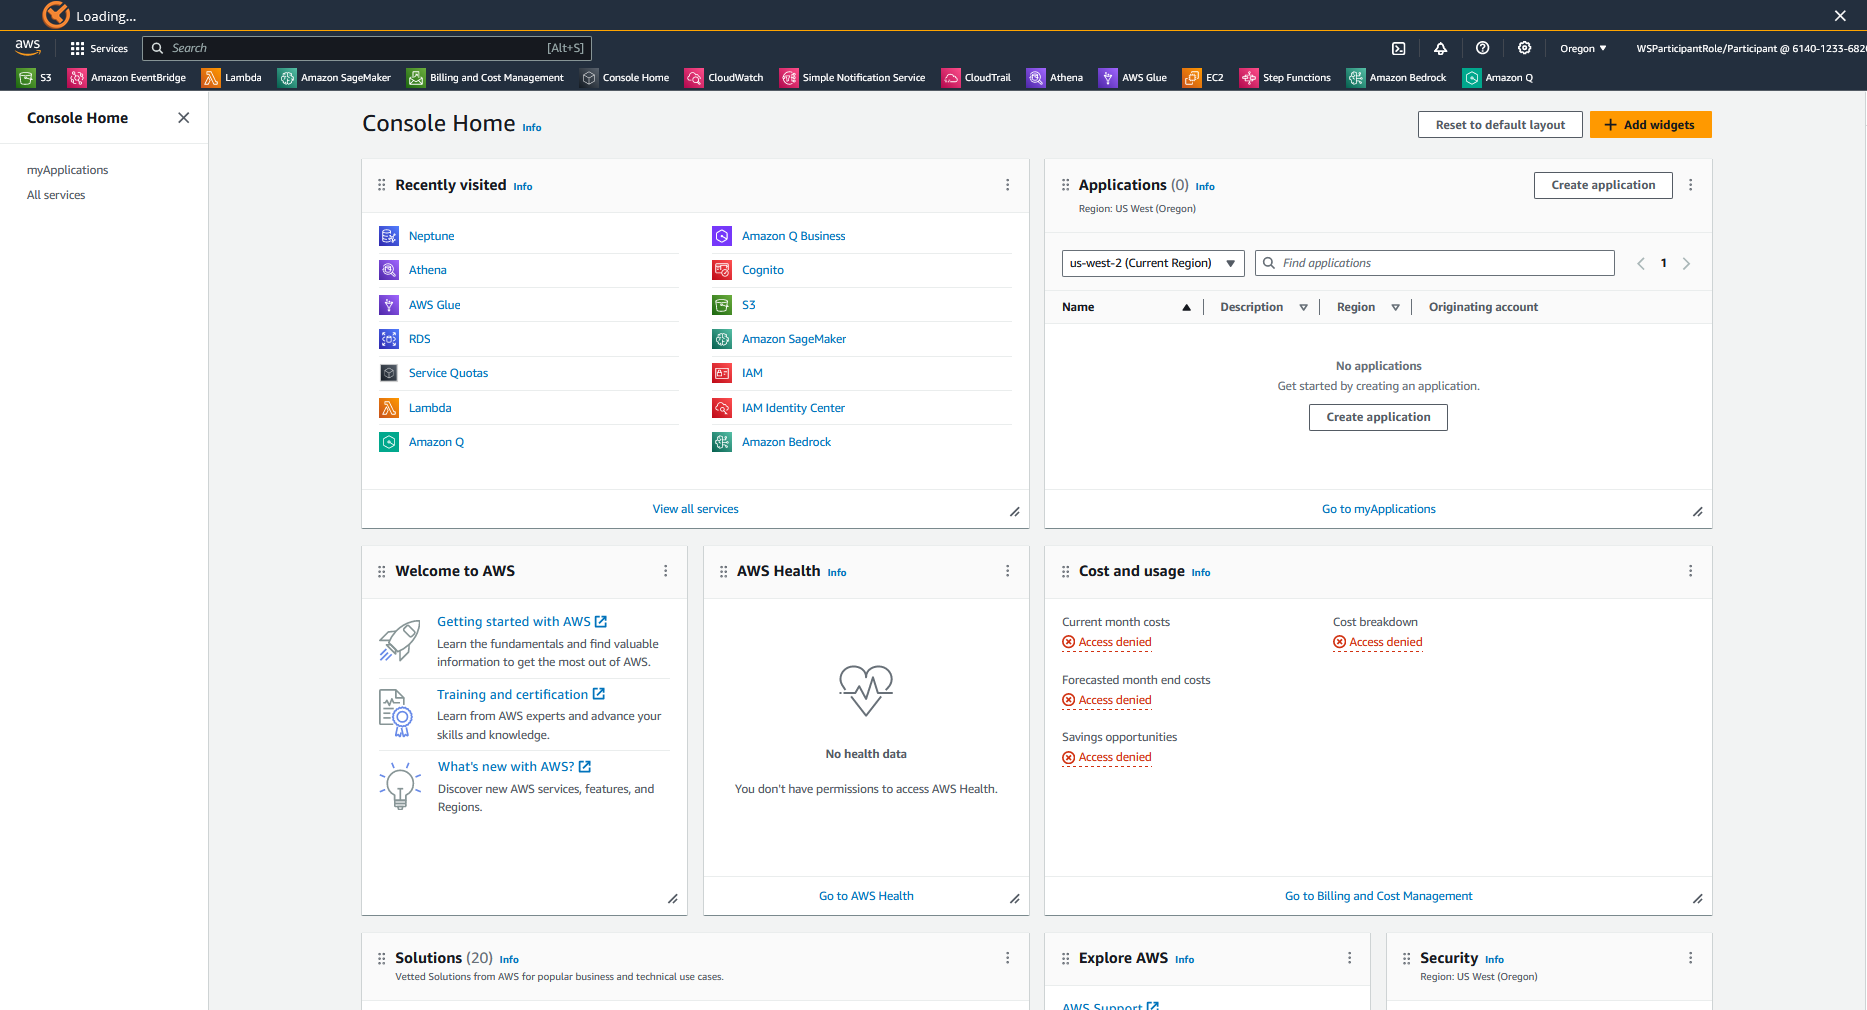 Loading...
aws
Services
Search
[Alt+S]
Oregon
WSParticipantRole/Participant @ 6140-1233-682
S3
Amazon EventBridge
Lambda
Amazon SageMaker
Billing and Cost Management
Console Home
CloudWatch
Simple Notification Service
CloudTrail
Athena
AWS Glue
EC2
Step Functions
Amazon Bedrock
Amazon Q
Console Home
myApplications
All services
Console Home Info
Reset to default layout
Add widgets
Recently visited Info
Neptune
Athena
AWS Glue
RDS
Service Quotas
Lambda
Amazon Q
Amazon Q Business
Cognito
S3
Amazon SageMaker
IAM
IAM Identity Center
Amazon Bedrock
View all services
Applications (0) Info
Region: US West (Oregon)
Create application
us-west-2 (Current Region)
Find applications
1
Name
Description
Region
Originating account
No applications
Get started by creating an application.
Create application
Go to myApplications
Welcome to AWS
Getting started with AWS
Learn the fundamentals and find valuable
information to get the most out of AWS.
Training and certification
Learn from AWS experts and advance your
skills and knowledge.
What's new with AWS?
Discover new AWS services, features, and
Regions.
AWS Health Info
No health data
You don't have permissions to access AWS Health.
Go to AWS Health
Cost and usage Info
Current month costs
Access denied
Forecasted month end costs
Access denied
Savings opportunities
Access denied
Cost breakdown
Access denied
Go to Billing and Cost Management
Solutions (20) Info
Vetted Solutions from AWS for popular business and technical use cases.
Explore AWS Info
AWS Support
Security Info
Region: US West (Oregon)